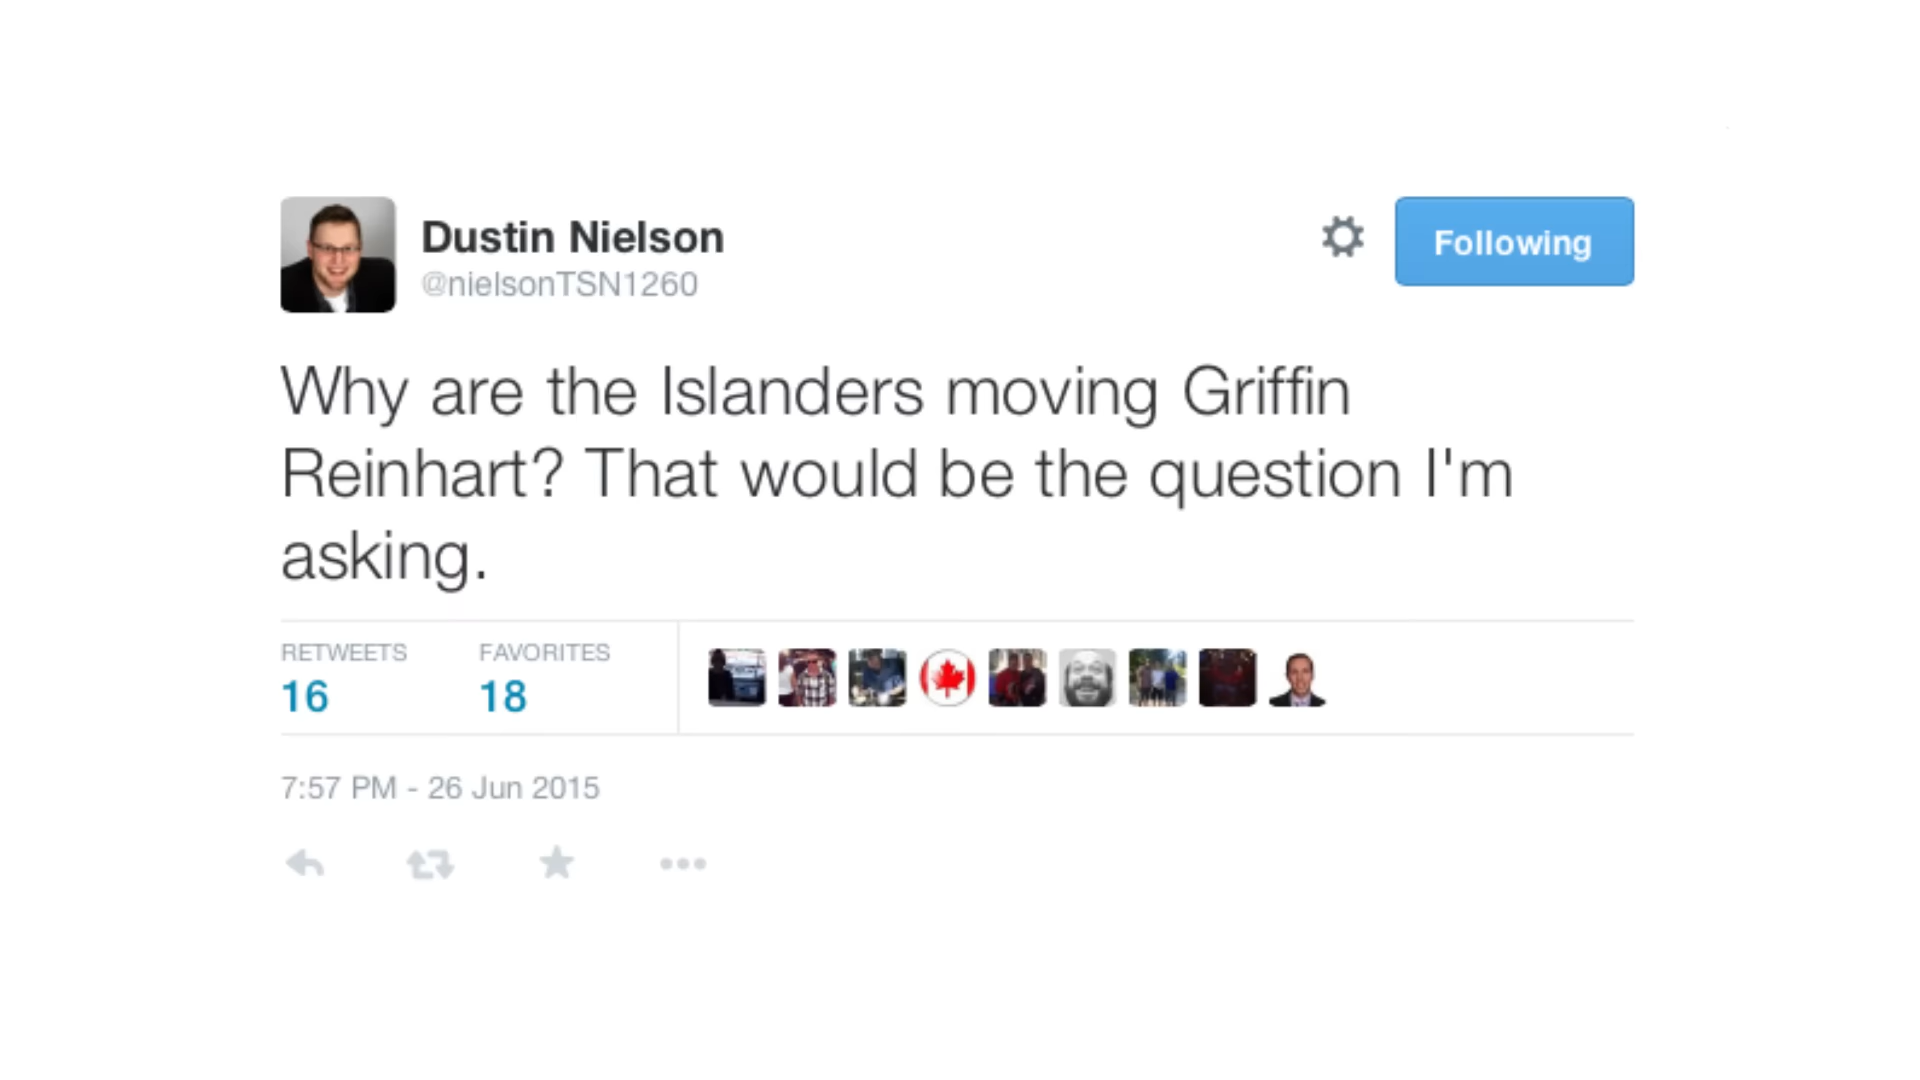 Dustin Nielson
@nielsonTSN1260
Following
Why are the Islanders moving Griffin
Reinhart? That would be the question I'm
asking.
RETWEETS FAVORITES
16 18
7:57 PM - 26 Jun 2015